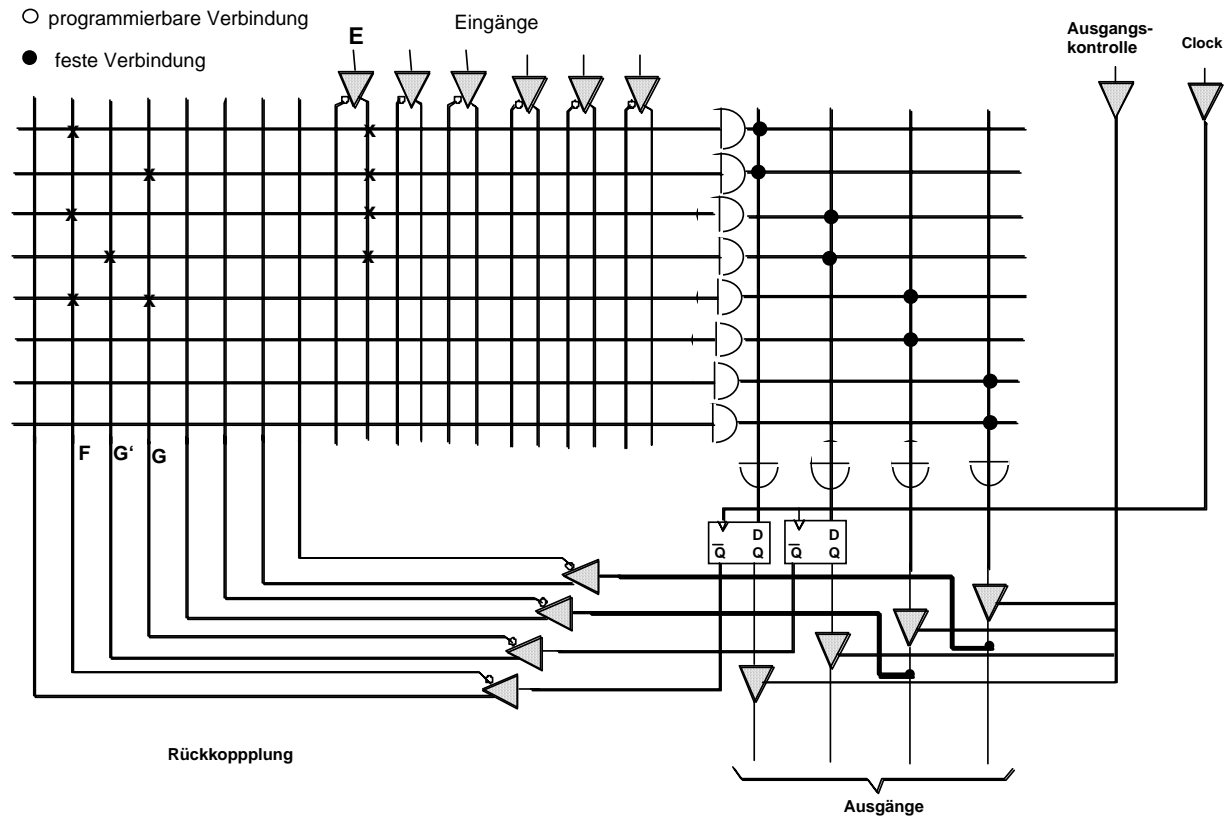 programmierbare Verbindung
feste Verbindung
E
Eingänge
Ausgangs-
kontrolle
Clock
x x
x x
x x
x x
x x
F G‘ G
Q D Q D
Q Q
Rückkoppplung
Ausgänge